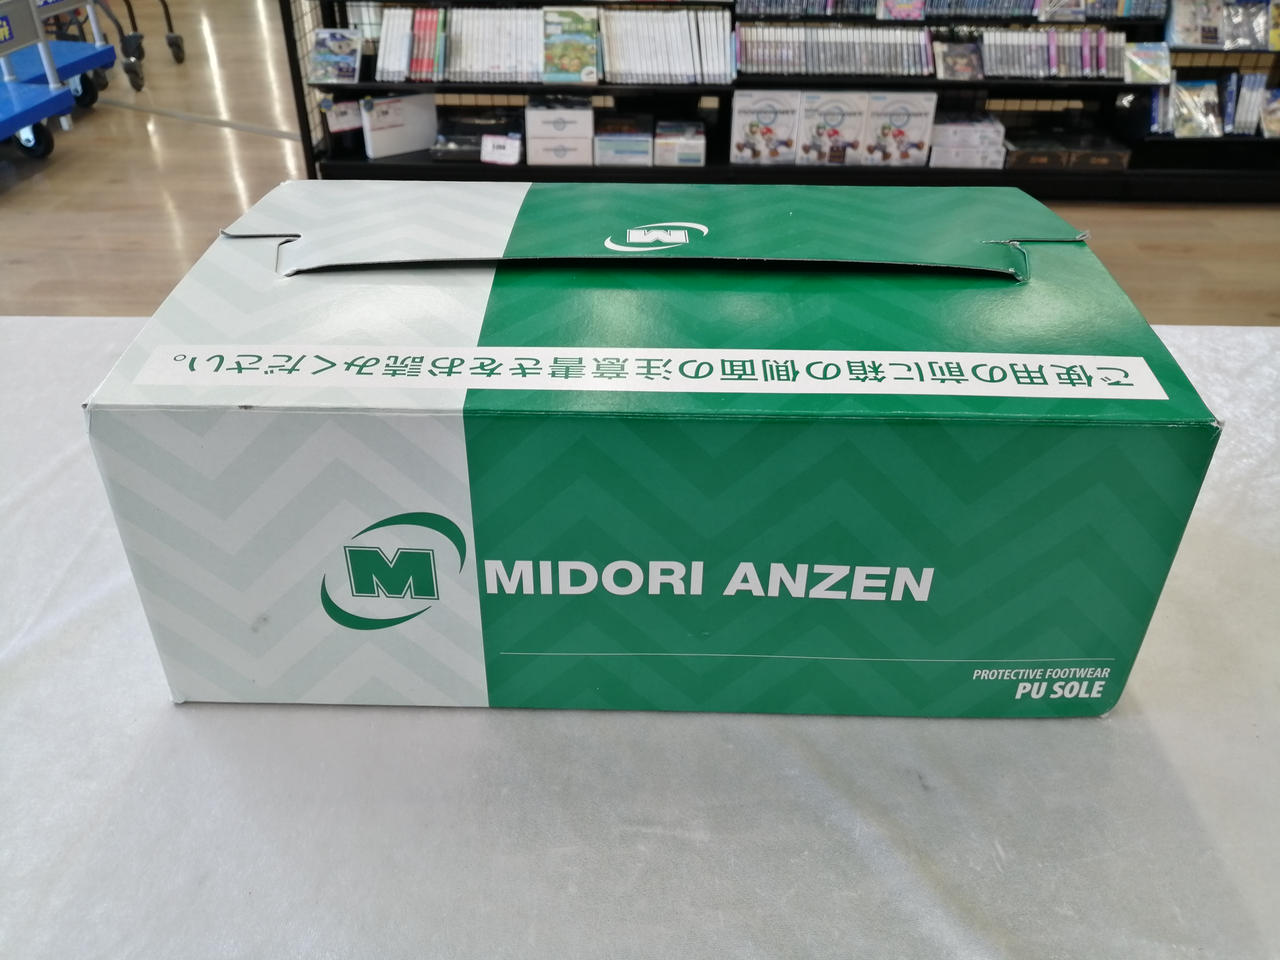 M
ご使用の前に箱の側面の注意書きをお読みください。
M
MIDORI ANZEN
PROTECTIVE FOOTWEAR
PU SOLE